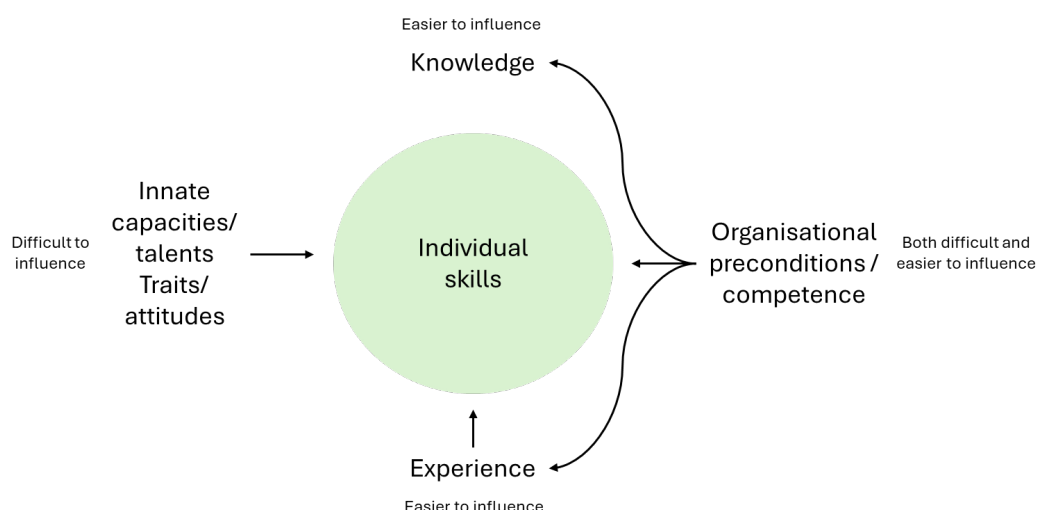 Easier to influence
Knowledge
Innate
capacities/
talents
Traits/
attitudes
Difficult to
influence
Individual
skills
Organisational
preconditions /
competence
Both difficult and
easier to influence
Experience
Easier to influence